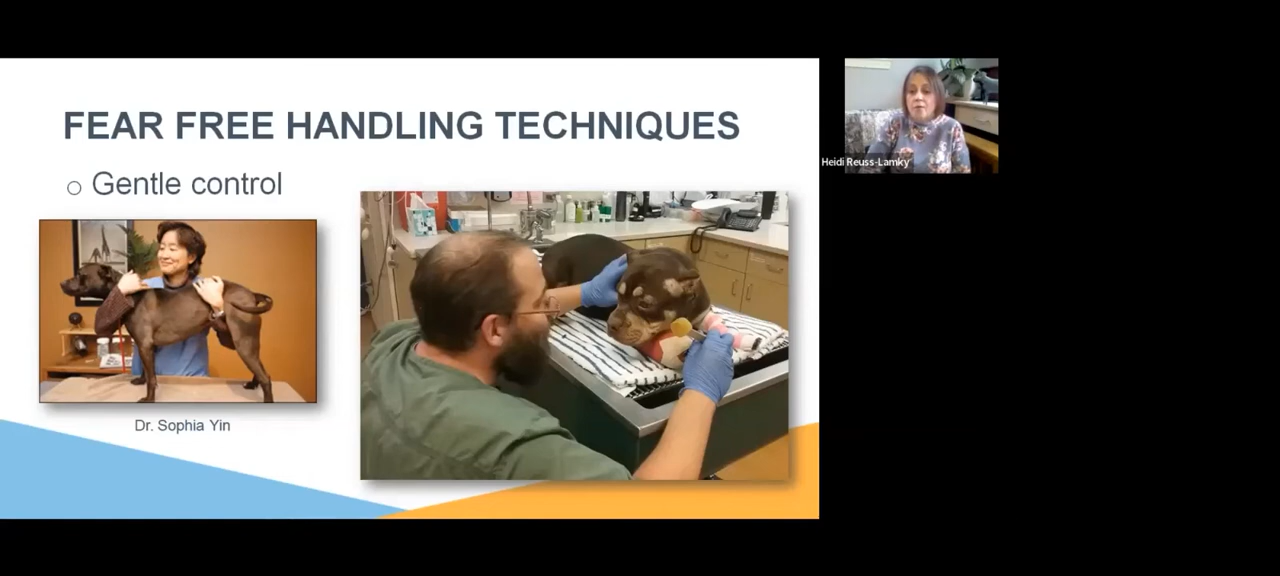 FEAR FREE HANDLING TECHNIQUES
○ Gentle control
Dr. Sophia Yin
Heidi Reuss-Lamky